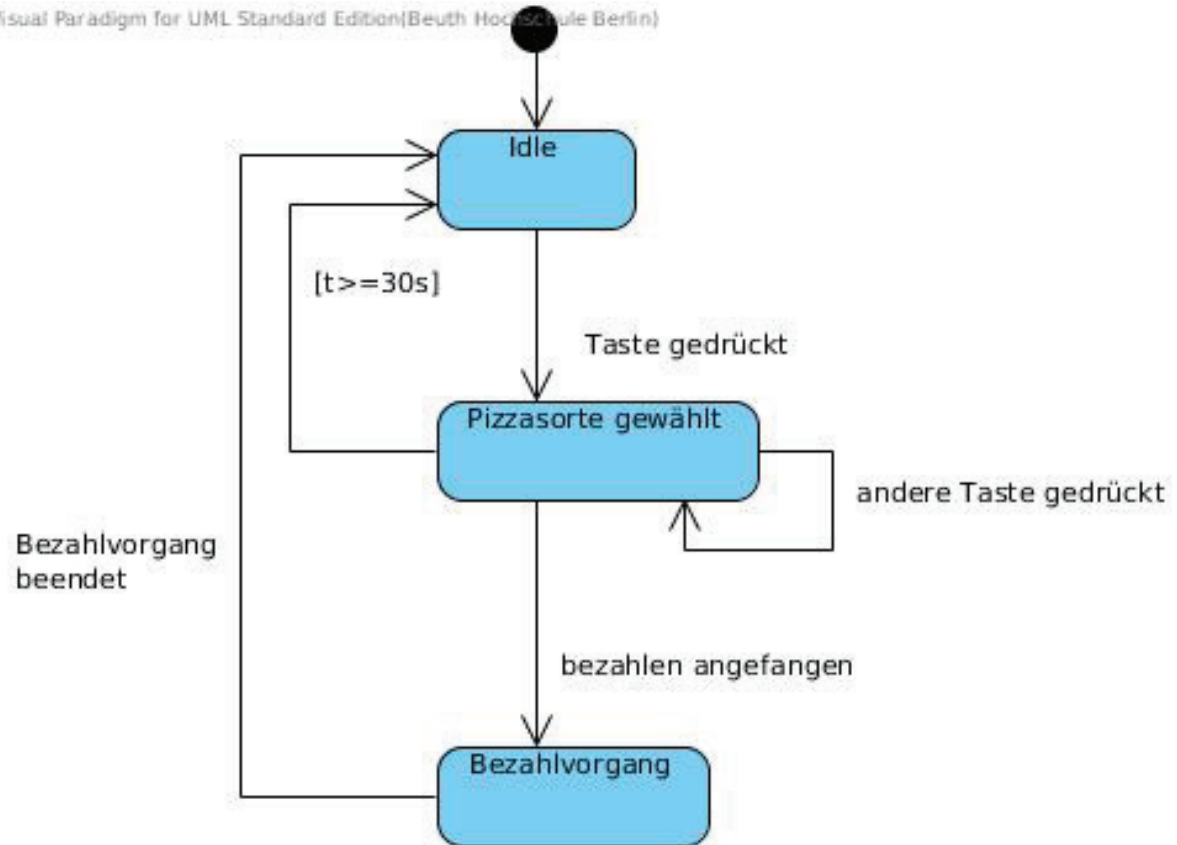 isual Paradigm for UML Standard Edition(Beuth Hochschule Berlin)
Idle
[t>=30s]
Taste gedrückt
Pizzasorte gewählt
andere Taste gedrückt
Bezahlvorgang
beendet
bezahlen angefangen
Bezahlvorgang